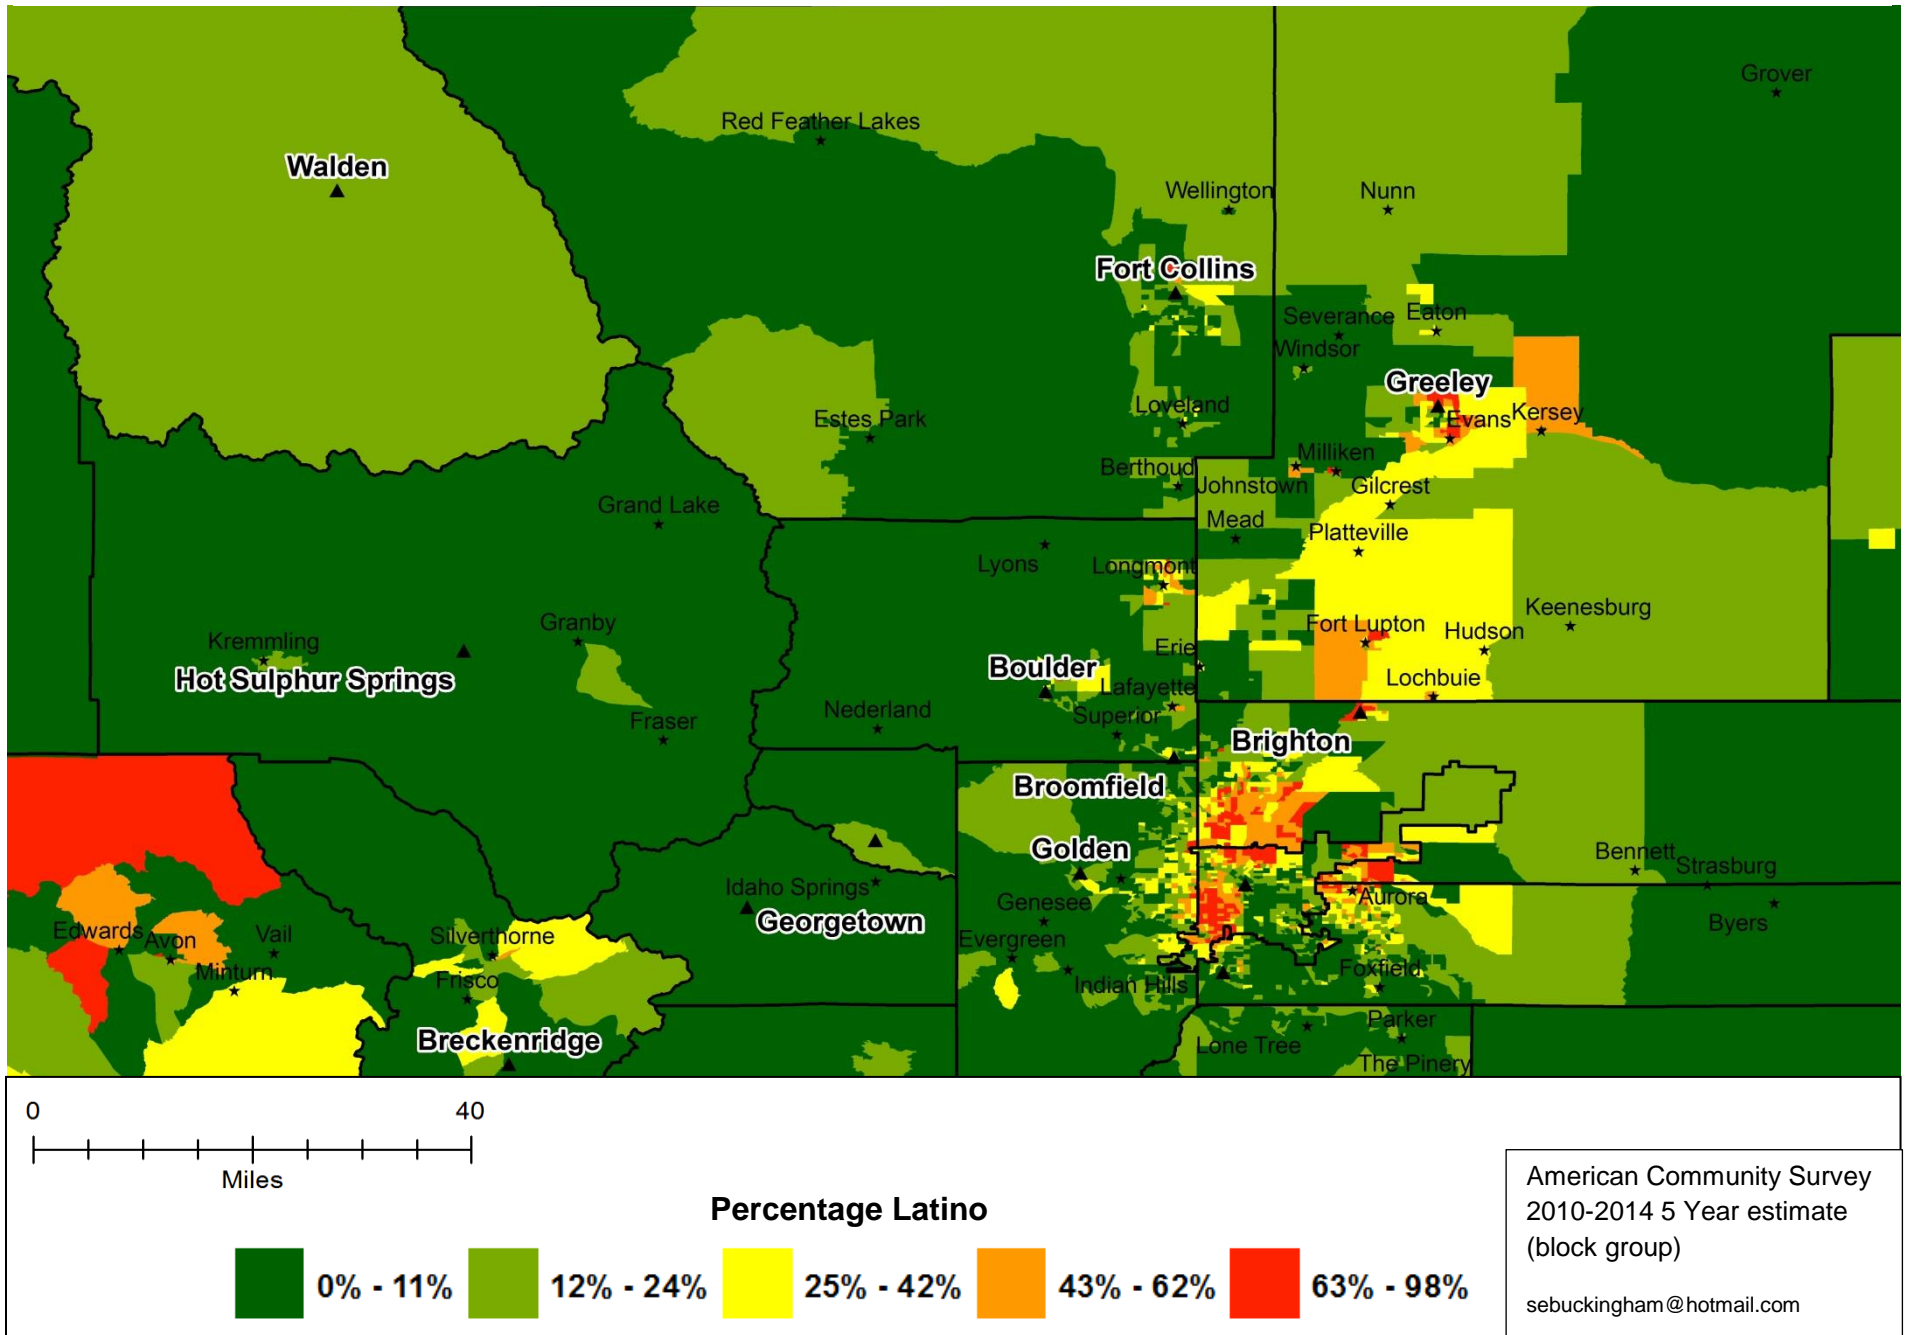 Grover
Red Feather Lakes
Walden
Wellington
Nunn
Fort Collins
Severance
Eaton
Windsor
Greeley
Loveland
Estes Park
Evans
Kersey
Berthoud
Milliken
Johnstown
Gilcrest
Grand Lake
Mead
Platteville
Lyons
Longmont
Keenesburg
Granby
Fort Lupton
Hudson
Kremmling
Erie
Hot Sulphur Springs
Boulder
Lafayette
Lochbuie
Nederland
Superior
Fraser
Brighton
Broomfield
Golden
Bennett
Strasburg
Idaho Springs
Genesee
Aurora
Georgetown
Byers
Edwards
Avon
Vail
Silverthorne
Evergreen
Minturn
Frisco
Indian Hills
Foxfield
Breckenridge
Parker
Lone Tree
The Pinery
0
40
Miles
Percentage Latino
0% - 11%
12% - 24%
25% - 42%
43% - 62%
63% - 98%
American Community Survey
2010-2014 5 Year estimate
(block group)
sebuckingham@hotmail.com